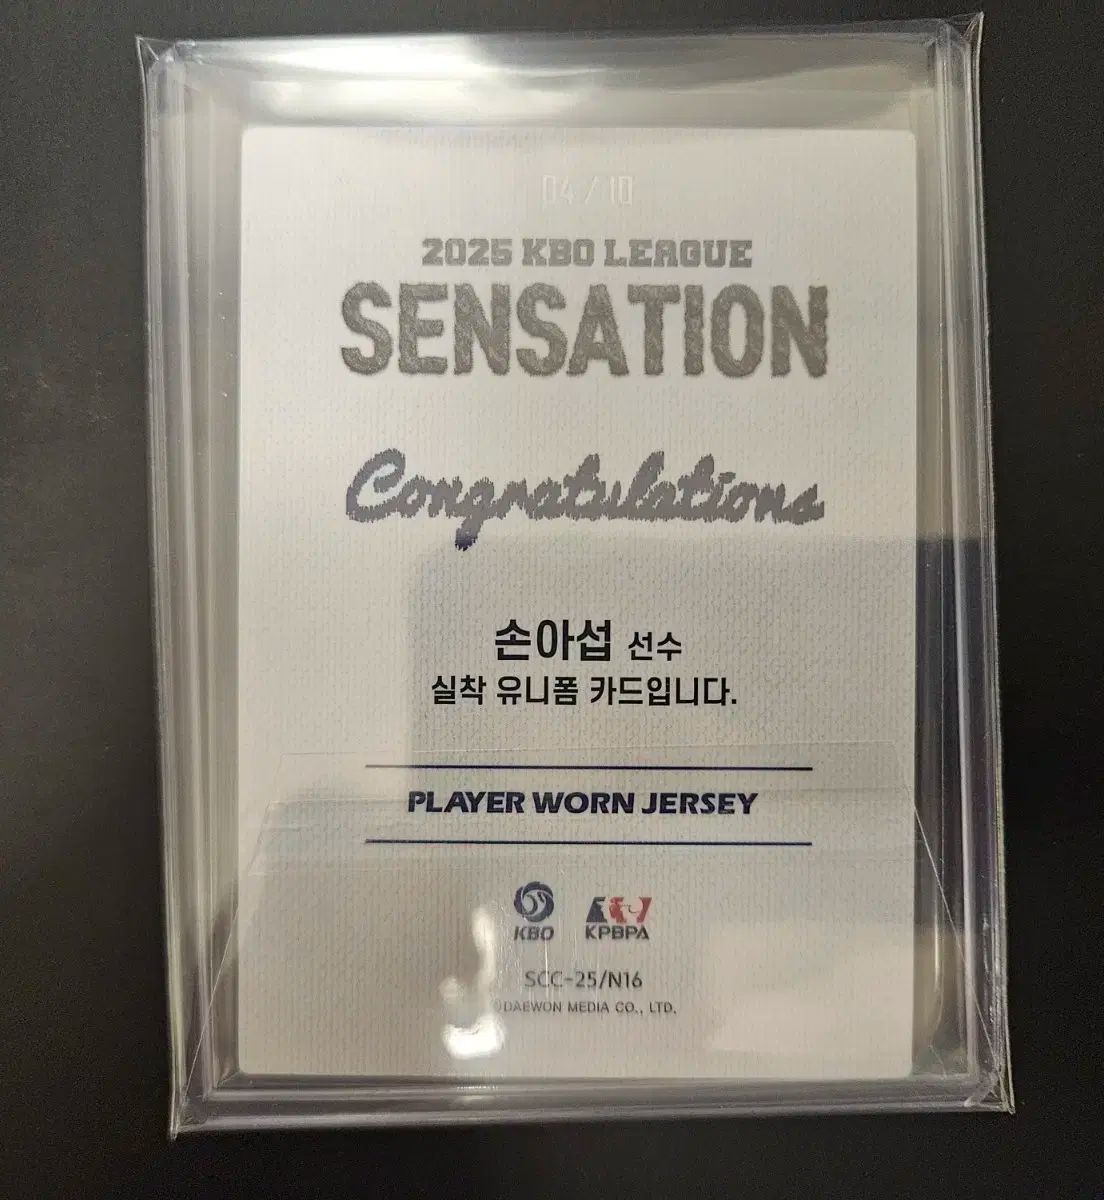 04/10
2025 KBO LEAGUE
SENSATION
Congratulations
손아섭 선수
실착 유니폼 카드입니다.
PLAYER WORN JERSEY
KBO KPBPA
SCC-25/N16
©DAEWON MEDIA CO., LTD.